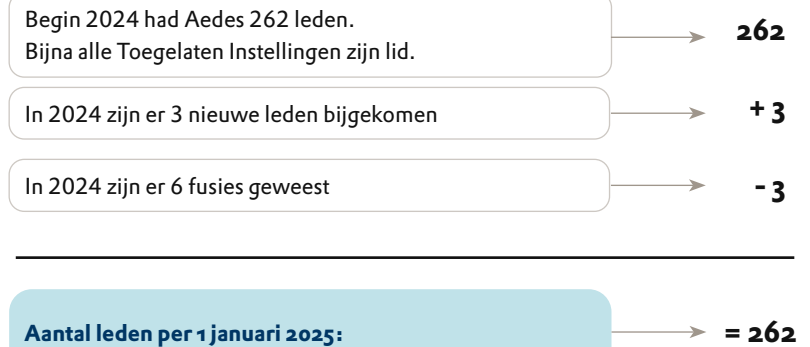 Begin 2024 had Aedes 262 leden.
Bijna alle Toegelaten Instellingen zijn lid.
262
In 2024 zijn er 3 nieuwe leden bijgekomen
+ 3
In 2024 zijn er 6 fusies geweest
- 3
Aantal leden per 1 januari 2025:
= 262